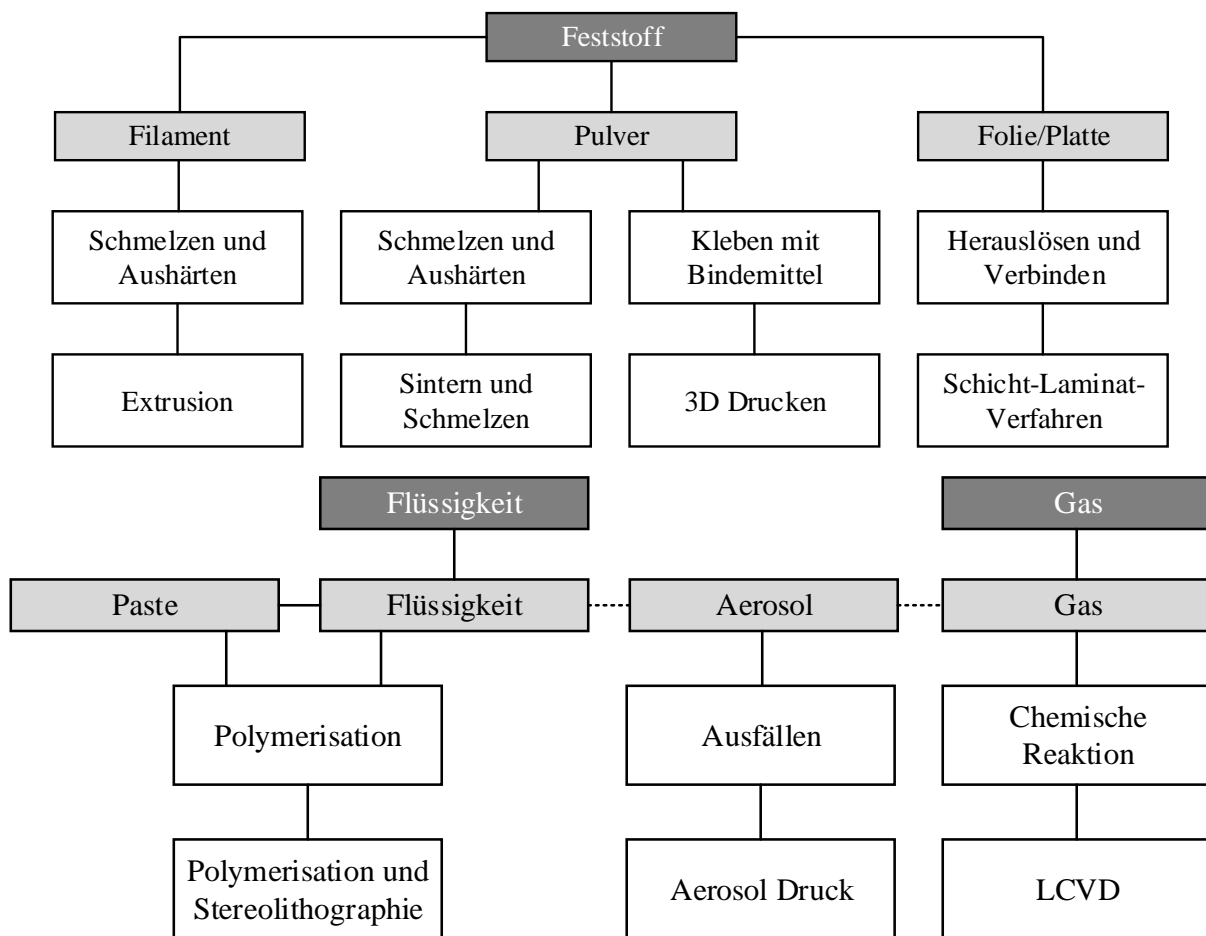 Feststoff
Filament
Pulver
Folie/Platte
Schmelzen und
Aushärten
Schmelzen und
Aushärten
Kleben mit
Bindemittel
Herauslösen und
Verbinden
Extrusion
Sintern und
Schmelzen
3D Drucken
Schicht-Laminat-
Verfahren
Flüssigkeit
Gas
Paste
Flüssigkeit
Aerosol
Gas
Polymerisation
Ausfällen
Chemische
Reaktion
Polymerisation und
Stereolithographie
Aerosol Druck
LCVD